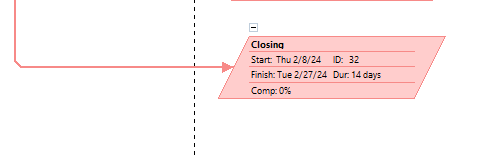 Closing
Start: Thu 2/8/24 ID: 32
Finish: Tue 2/27/24 Dur: 14 days
Comp: 0%